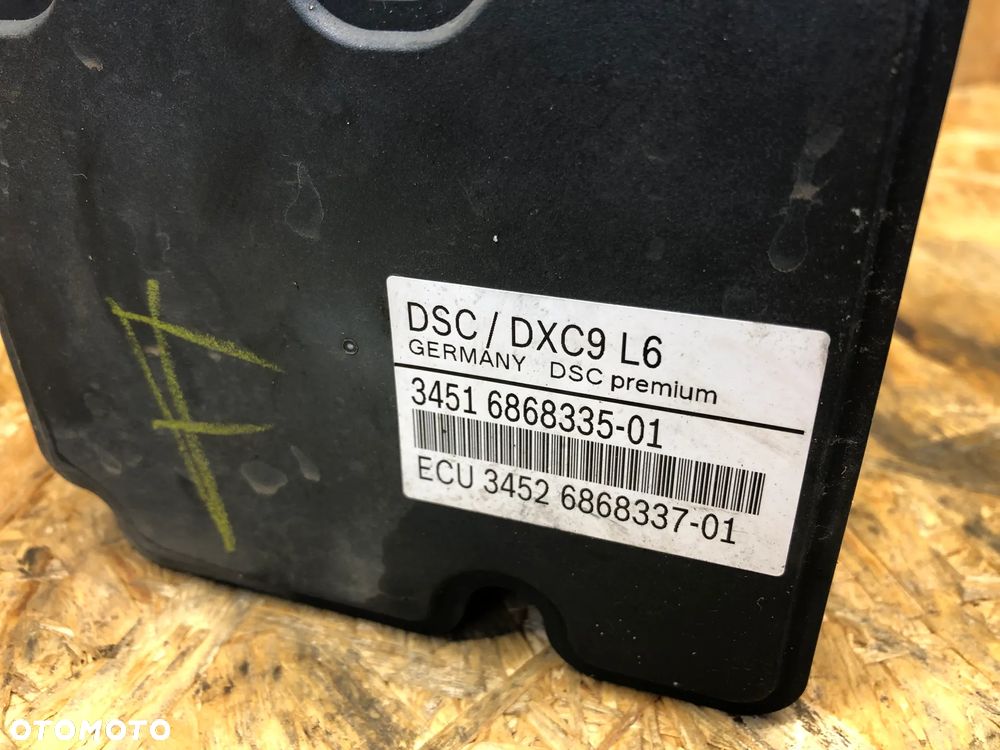 DSC / DXC9 L6
GERMANY DSC premium
3451 6868335-01
ECU 3452 6868337-01
OTOMOTO